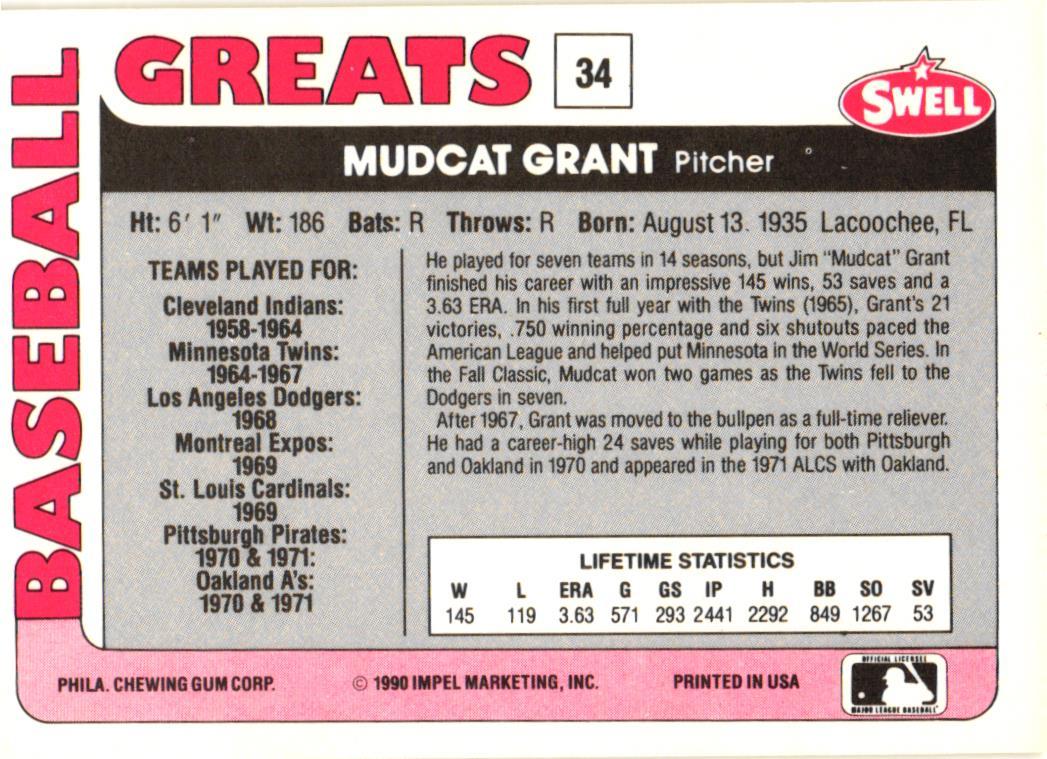 BASEBALL
GREATS
34
SWELL
MUDCAT GRANT Pitcher
Ht: 6′ 1″ Wt: 186 Bats: R Throws: R Born: August 13. 1935 Lacoochee, FL
TEAMS PLAYED FOR:
Cleveland Indians:
1958-1964
Minnesota Twins:
1964-1967
Los Angeles Dodgers:
1968
Montreal Expos:
1969
St. Louis Cardinals:
1969
Pittsburgh Pirates:
1970 & 1971:
Oakland A's:
1970 & 1971
He played for seven teams in 14 seasons, but Jim "Mudcat" Grant
finished his career with an impressive 145 wins, 53 saves and a
3.63 ERA. In his first full year with the Twins (1965), Grant's 21
victories, .750 winning percentage and six shutouts paced the
American League and helped put Minnesota in the World Series. In
the Fall Classic, Mudcat won two games as the Twins fell to the
Dodgers in seven.
After 1967, Grant was moved to the bullpen as a full-time reliever.
He had a career-high 24 saves while playing for both Pittsburgh
and Oakland in 1970 and appeared in the 1971 ALCS with Oakland.
LIFETIME STATISTICS
W L ERA G GS IP H BB SO SV
145 119 3.63 571 293 2441 2292 849 1267 53
PHILA. CHEWING GUM CORP. © 1990 IMPEL MARKETING, INC. PRINTED IN USA
OFFICIAL LICENSEE
MAJOR LEAGUE BASEBALL